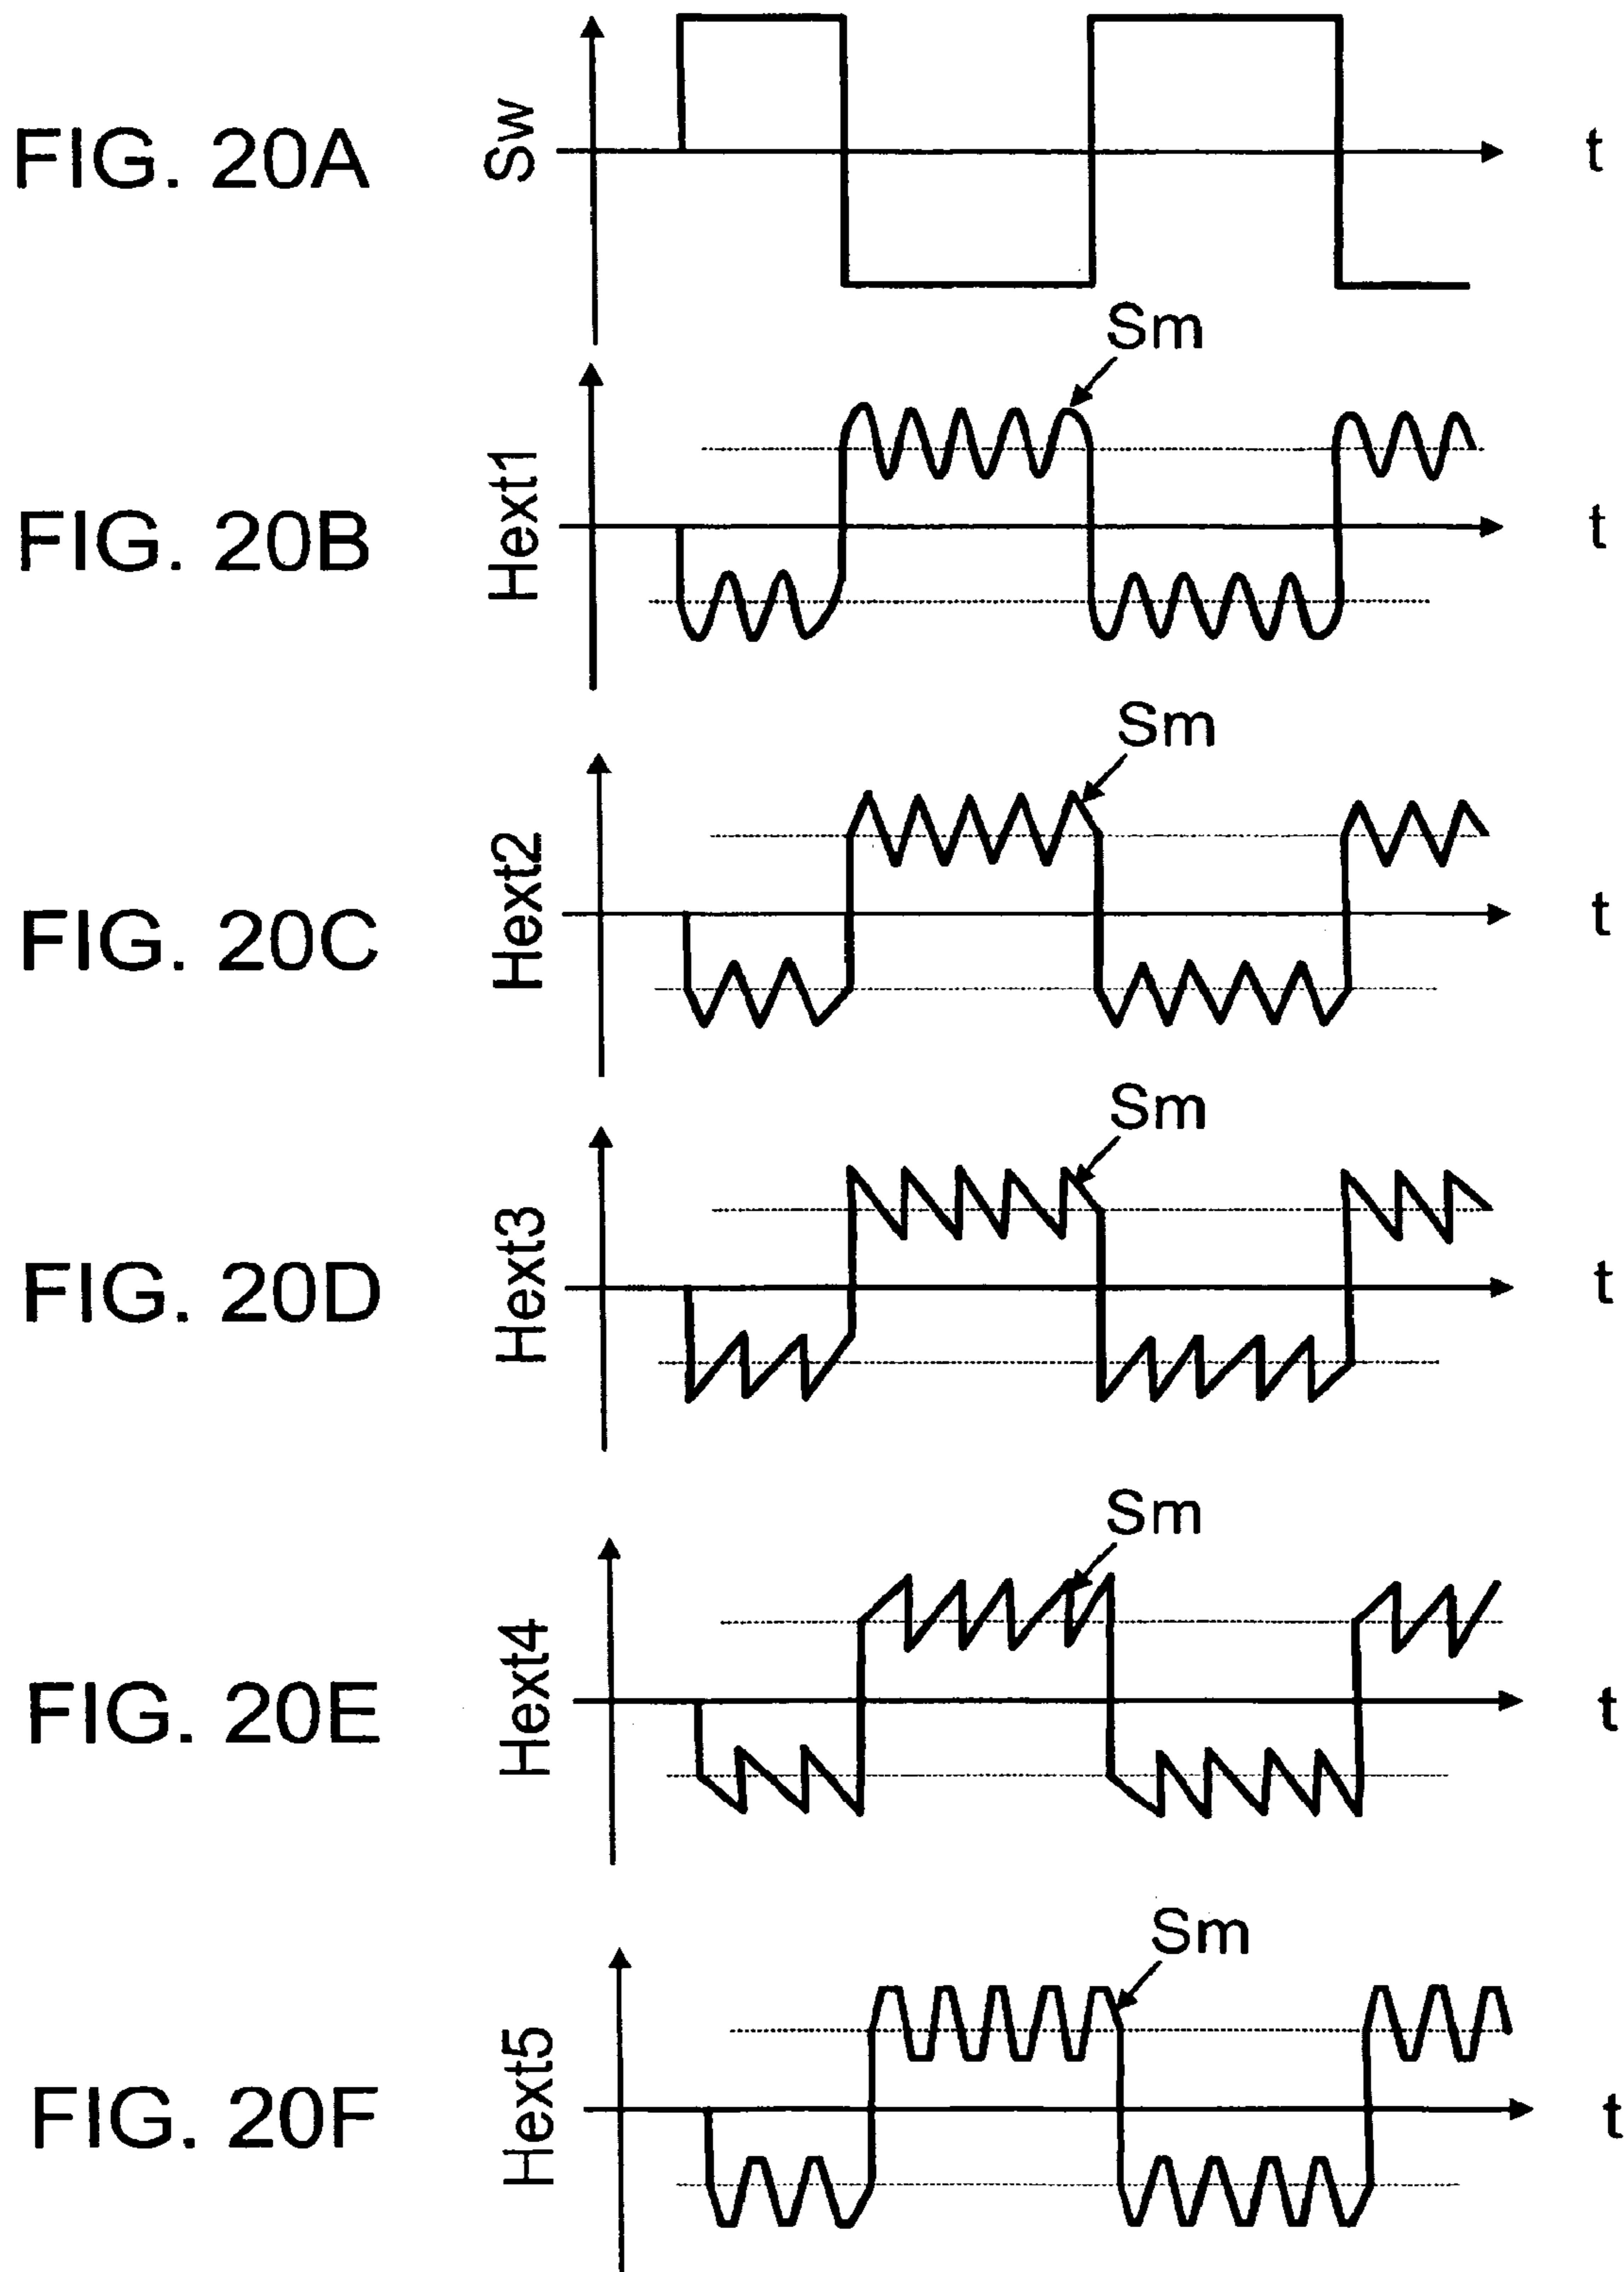 FIG. 20A
Sw
t
Sm
FIG. 20B
Hext1
t
Sm
FIG. 20C
Hext2
t
Sm
FIG. 20D
Hext3
t
Sm
FIG. 20E
Hext4
t
Sm
FIG. 20F
Hext5
t